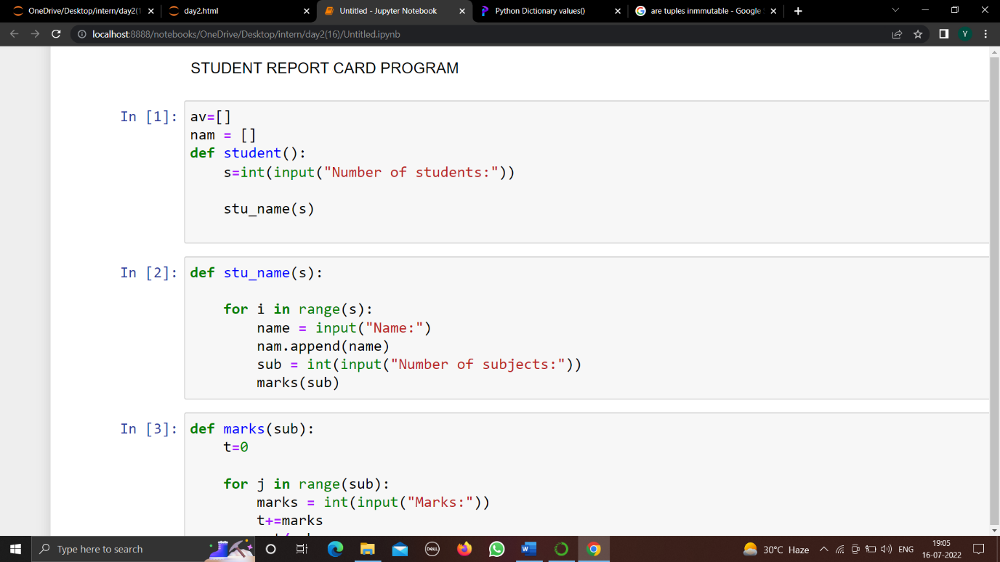 OneDrive/Desktop/intern/day2(1
day2.html
Untitled - Jupyter Notebook
Python Dictionary values()
are tuples inmmutable - Google
localhost:8888/notebooks/OneDrive/Desktop/intern/day2(16)/Untitled.ipynb
Y
STUDENT REPORT CARD PROGRAM
In [1]:
av=[]
nam = []
def student():
    s=int(input("Number of students:"))
    stu_name(s)
In [2]:
def stu_name(s):
    for i in range(s):
        name = input("Name:")
        nam.append(name)
        sub = int(input("Number of subjects:"))
        marks(sub)
In [3]:
def marks(sub):
    t=0
    for j in range(sub):
        marks = int(input("Marks:"))
        t+=marks
Type here to search
DELL
W
30°C Haze
ENG
19:05
16-07-2022